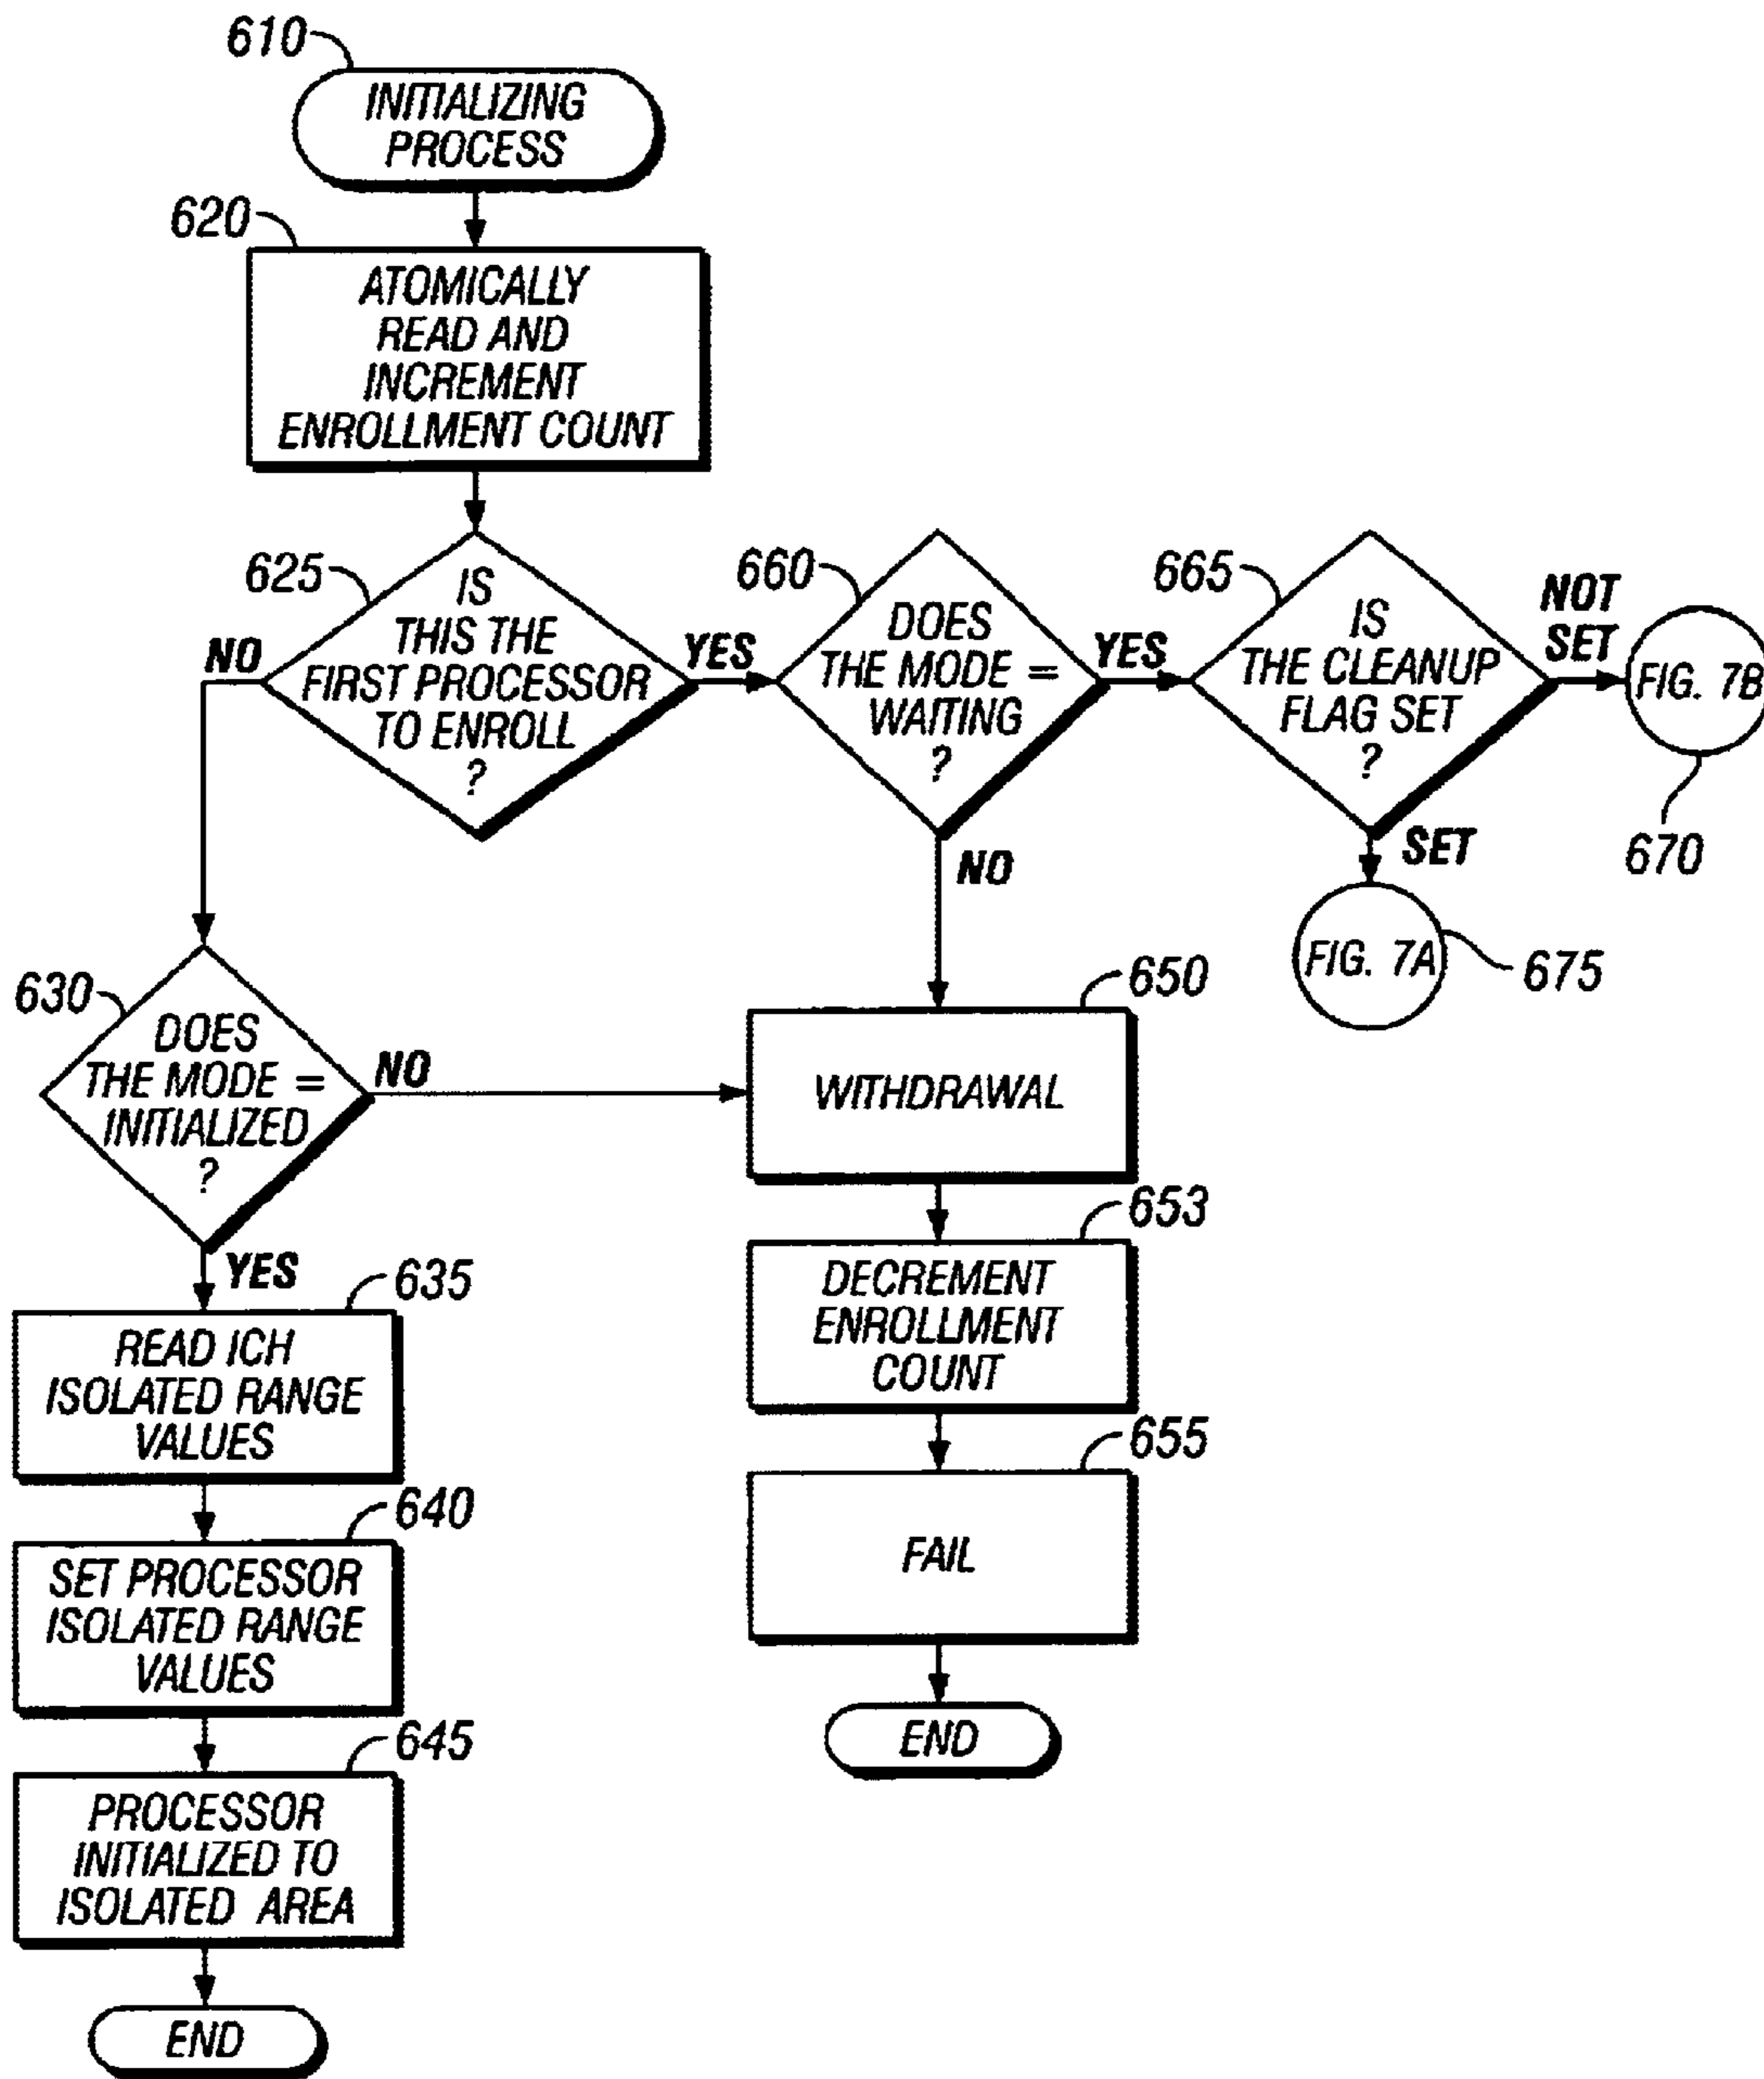 610
INITIALIZING
PROCESS
620
ATOMICALLY
READ AND
INCREMENT
ENROLLMENT COUNT
625
IS
THIS THE
FIRST PROCESSOR
TO ENROLL
?
NO
YES
660
DOES
THE MODE =
WAITING
?
YES
NO
665
IS
THE CLEANUP
FLAG SET
?
NOT
SET
FIG. 7B
670
SET
FIG. 7A
675
630
DOES
THE MODE =
INITIALIZED
?
NO
YES
650
WITHDRAWAL
653
DECREMENT
ENROLLMENT
COUNT
655
FAIL
END
635
READ ICH
ISOLATED RANGE
VALUES
640
SET PROCESSOR
ISOLATED RANGE
VALUES
645
PROCESSOR
INITIALIZED TO
ISOLATED AREA
END